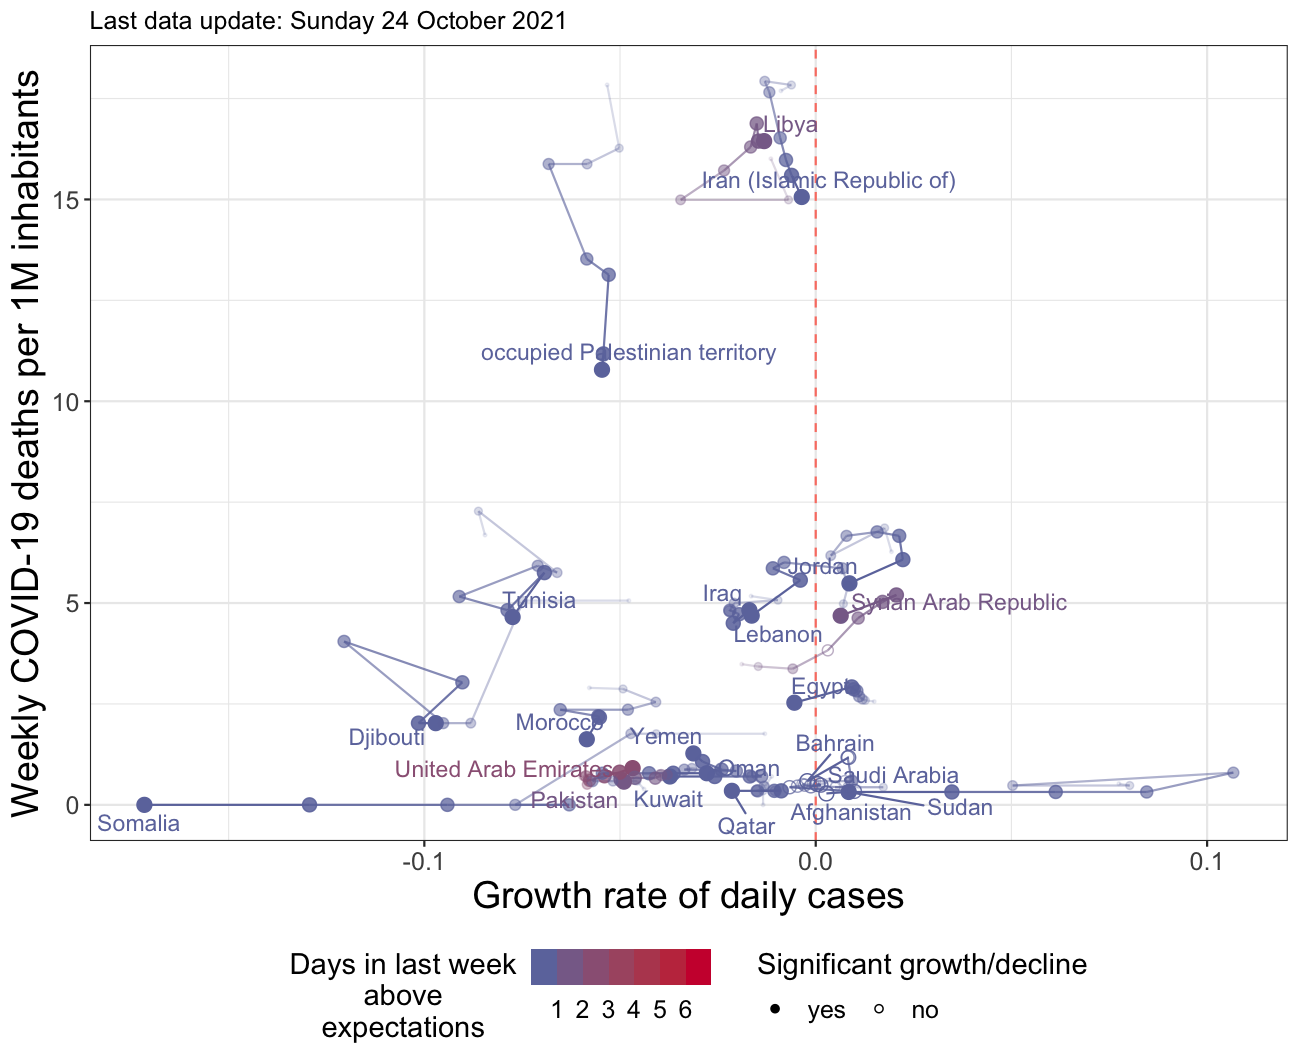 Last data update: Sunday 24 October 2021
Weekly COVID-19 deaths per 1M inhabitants
15
10
5
0
Libya
Iran (Islamic Republic of)
occupied Palestinian territory
Jordan
Iraq
Tunisia
Syrian Arab Republic
Lebanon
Egypt
Morocco
Djibouti
Yemen
Bahrain
United Arab Emirates
Oman
Saudi Arabia
Pakistan
Kuwait
Sudan
Afghanistan
Somalia
Qatar
-0.1
0.0
0.1
Growth rate of daily cases
Days in last week
above
expectations
1 2 3 4 5 6
Significant growth/decline
yes
no